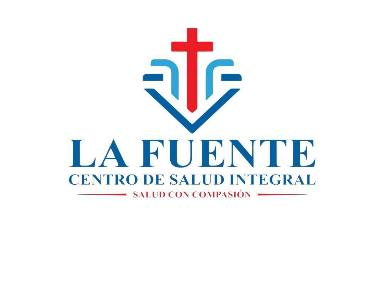 LA FUENTE
CENTRO DE SALUD INTEGRAL
SALUD CON COMPASIÓN